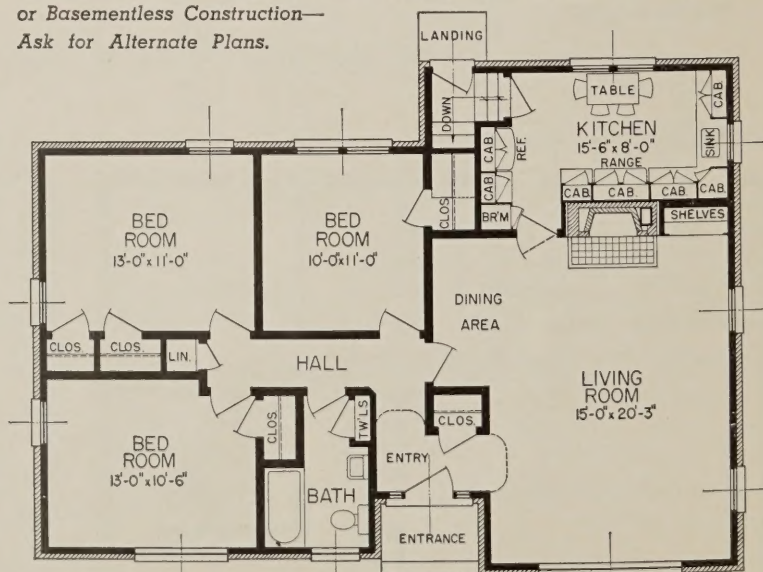 or Basementless Construction—
Ask for Alternate Plans.
LANDING
DOWN
TABLE
CAB.
KITCHEN
15'-6" x 8'-0"
RANGE
SINK
REF.
CAB.
CAB.
BR'M
CAB.
CAB.
CAB.
CAB.
SHELVES
BED
ROOM
13'-0" x 11'-0"
BED
ROOM
10'-0" x 11'-0"
CLOS.
DINING
AREA
CLOS.
CLOS.
LIN.
HALL
LIVING
ROOM
15'-0" x 20'-3"
BED
ROOM
13'-0" x 10'-6"
CLOS.
TW'LS
CLOS.
ENTRY
BATH
ENTRANCE